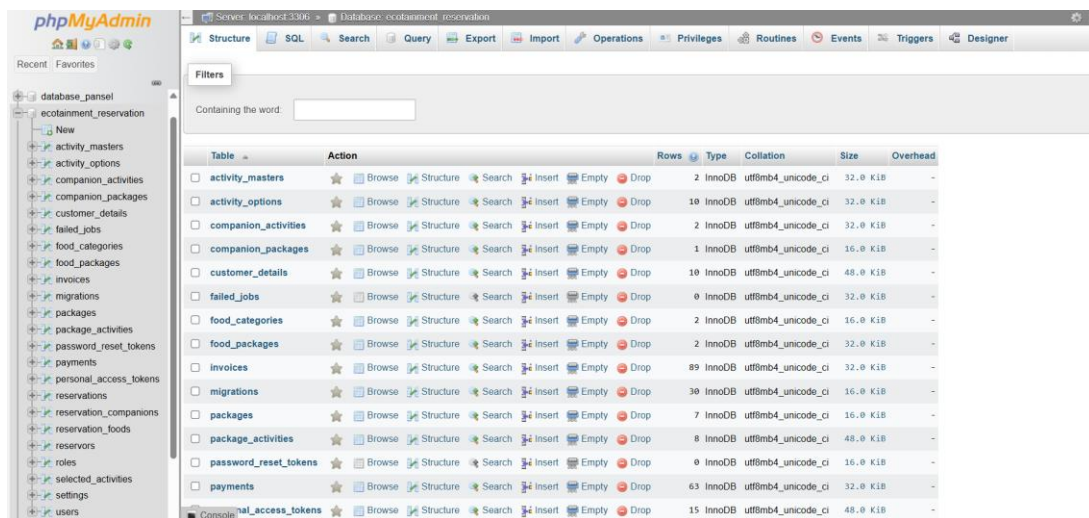 phpMyAdmin
Recent Favorites
database_pansel
ecotainment_reservation
New
activity_masters
activity_options
companion_activities
companion_packages
customer_details
failed_jobs
food_categories
food_packages
invoices
migrations
packages
package_activities
password_reset_tokens
payments
personal_access_tokens
reservations
reservation_companions
reservation_foods
reservors
roles
selected_activities
settings
users
Server: localhost:3306 » Database: ecotainment_reservation
Structure SQL Search Query Export Import Operations Privileges Routines Events Triggers Designer
Filters
Containing the word:
Table Action Rows Type Collation Size Overhead
activity_masters Browse Structure Search Insert Empty Drop 2 InnoDB utf8mb4_unicode_ci 32.0 KiB -
activity_options Browse Structure Search Insert Empty Drop 10 InnoDB utf8mb4_unicode_ci 32.0 KiB -
companion_activities Browse Structure Search Insert Empty Drop 2 InnoDB utf8mb4_unicode_ci 32.0 KiB -
companion_packages Browse Structure Search Insert Empty Drop 1 InnoDB utf8mb4_unicode_ci 16.0 KiB -
customer_details Browse Structure Search Insert Empty Drop 10 InnoDB utf8mb4_unicode_ci 48.0 KiB -
failed_jobs Browse Structure Search Insert Empty Drop 0 InnoDB utf8mb4_unicode_ci 32.0 KiB -
food_categories Browse Structure Search Insert Empty Drop 2 InnoDB utf8mb4_unicode_ci 16.0 KiB -
food_packages Browse Structure Search Insert Empty Drop 2 InnoDB utf8mb4_unicode_ci 32.0 KiB -
invoices Browse Structure Search Insert Empty Drop 89 InnoDB utf8mb4_unicode_ci 32.0 KiB -
migrations Browse Structure Search Insert Empty Drop 30 InnoDB utf8mb4_unicode_ci 16.0 KiB -
packages Browse Structure Search Insert Empty Drop 7 InnoDB utf8mb4_unicode_ci 16.0 KiB -
package_activities Browse Structure Search Insert Empty Drop 8 InnoDB utf8mb4_unicode_ci 48.0 KiB -
password_reset_tokens Browse Structure Search Insert Empty Drop 0 InnoDB utf8mb4_unicode_ci 16.0 KiB -
payments Browse Structure Search Insert Empty Drop 63 InnoDB utf8mb4_unicode_ci 32.0 KiB -
nal_access_tokens Browse Structure Search Insert Empty Drop 15 InnoDB utf8mb4_unicode_ci 48.0 KiB -
Console